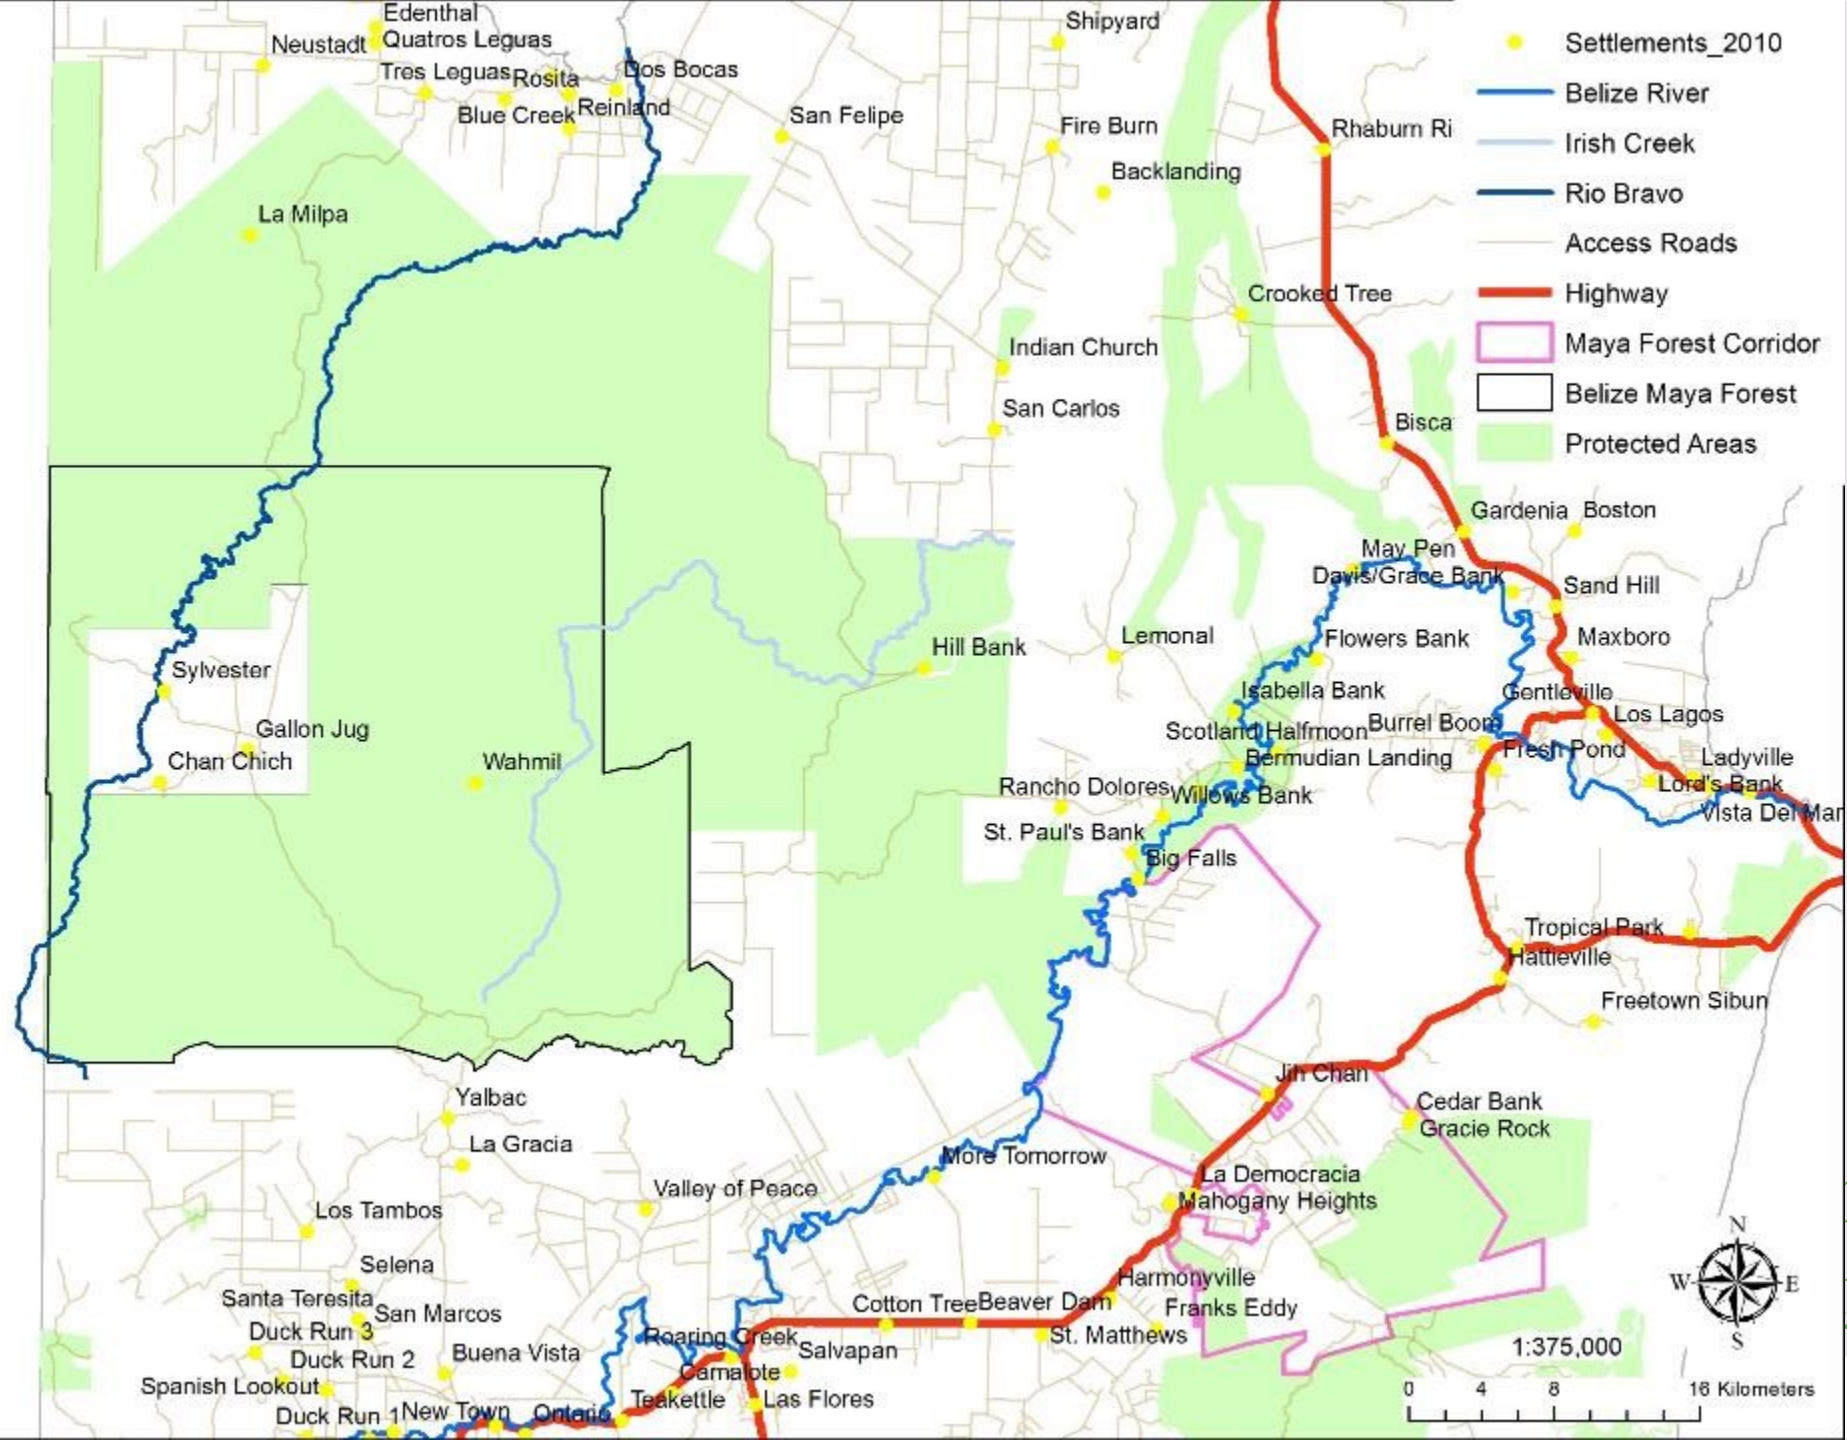 Edenthal
Neustadt
Quatros Leguas
Shipyard
Tres Leguas
Rosita
Dos Bocas
Blue Creek
Reinland
San Felipe
Fire Burn
Rhaburn Ri
Backlanding
La Milpa
Crooked Tree
Indian Church
San Carlos
Bisca
Gardenia
Boston
May Pen
Davis/Grace Bank
Sand Hill
Lemonal
Flowers Bank
Maxboro
Hill Bank
Sylvester
Isabella Bank
Gentleville
Scotland Halfmoon
Burrel Boom
Los Lagos
Gallon Jug
Chan Chich
Wahmil
Bermudian Landing
Fresh Pond
Ladyville
Rancho Dolores
Willows Bank
Lord's Bank
Vista Del Mar
St. Paul's Bank
Big Falls
Tropical Park
Hattieville
Freetown Sibun
Jih Chan
Yalbac
Cedar Bank
Gracie Rock
La Gracia
More Tomorrow
La Democracia
Valley of Peace
Mahogany Heights
Los Tambos
Selena
Harmonyville
Santa Teresita
San Marcos
Cotton Tree
Beaver Dam
Franks Eddy
Duck Run 3
Roaring Creek
St. Matthews
Duck Run 2
Buena Vista
Camalote
Salvapan
Spanish Lookout
Teakettle
Las Flores
Duck Run 1
New Town
Ontario
Settlements_2010
Belize River
Irish Creek
Rio Bravo
Access Roads
Highway
Maya Forest Corridor
Belize Maya Forest
Protected Areas
N
W
E
S
1:375,000
0 4 8 16 Kilometers